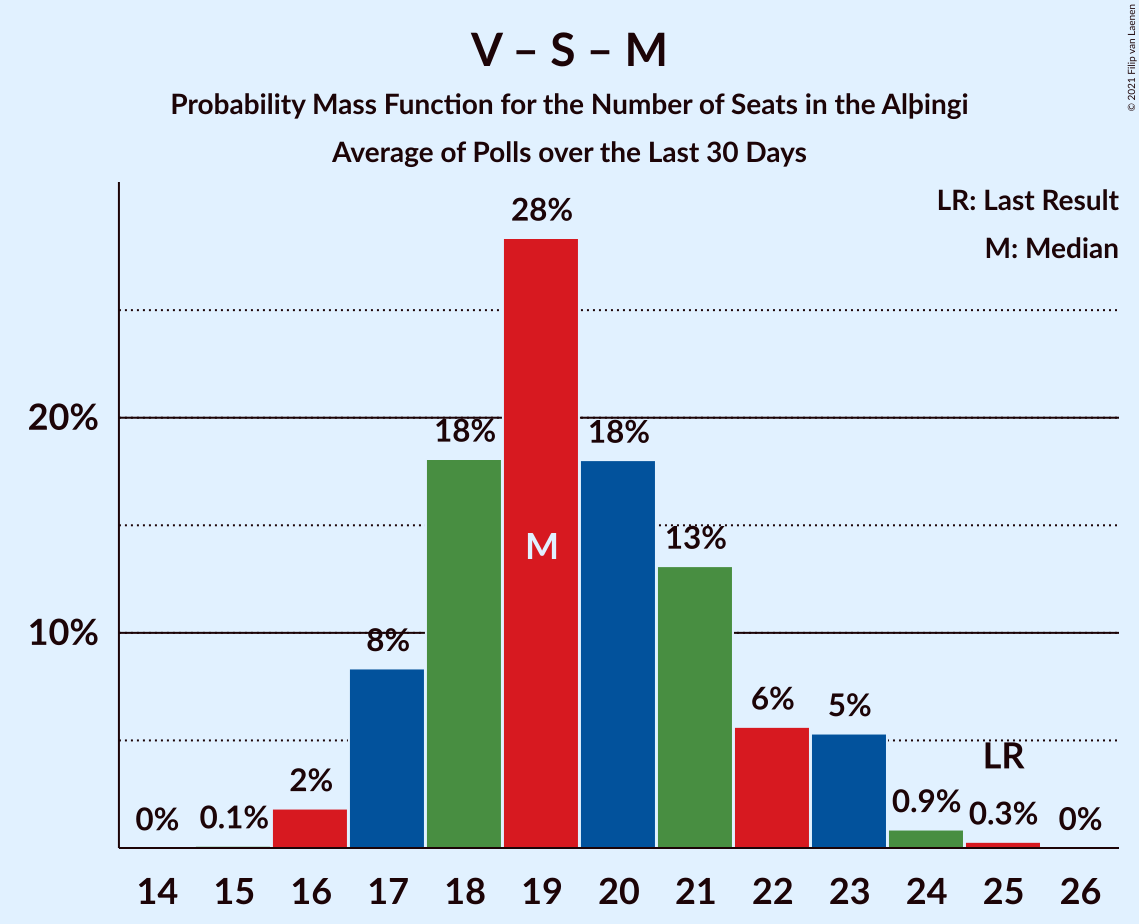 V – S – M
Probability Mass Function for the Number of Seats in the Alþingi
Average of Polls over the Last 30 Days
© 2021 Filip van Laenen
LR: Last Result
M: Median
28%
20%
18%
18%
M
13%
10%
8%
6%
5%
LR
2%
0%
0.1%
0.9%
0.3%
0%
14 15 16 17 18 19 20 21 22 23 24 25 26